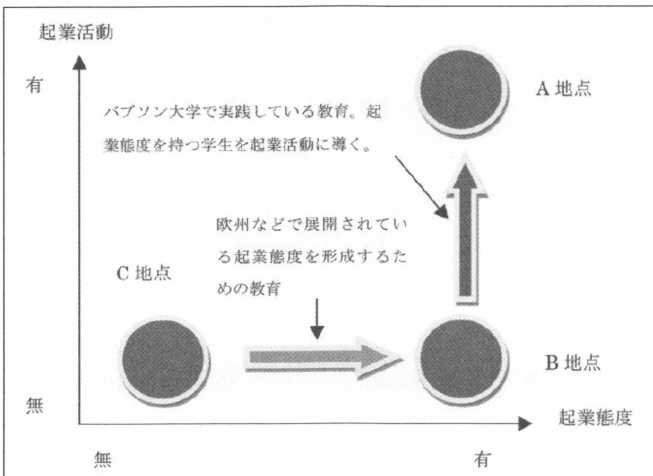 起業活動
有
A 地点
バブソン大学で実践している教育。起
業態度を持つ学生を起業活動に導く。
欧州などで展開されてい
る起業態度を形成するた
めの教育
C 地点
B 地点
無
起業態度
無
有